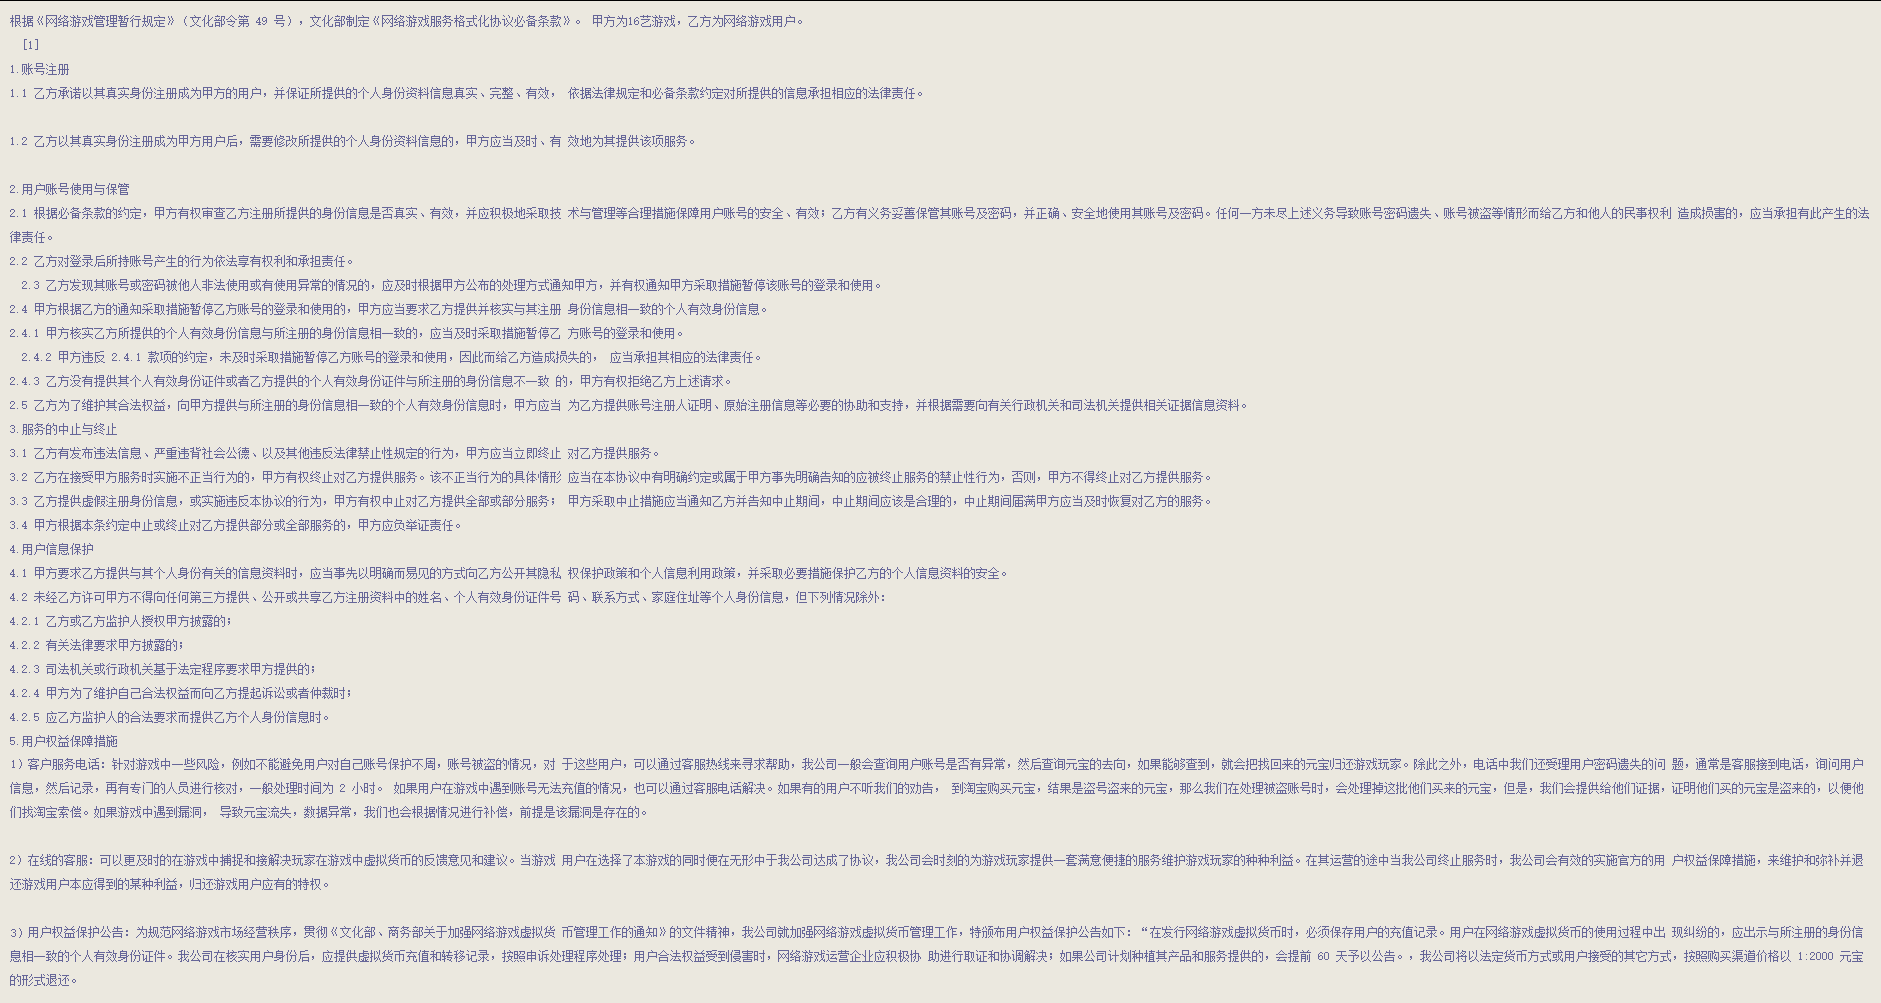 根据《网络游戏管理暂行规定》（文化部令第 49 号），文化部制定《网络游戏服务格式化协议必备条款》。 甲方为16艺游戏，乙方为网络游戏用户。
[1]
1.账号注册
1.1 乙方承诺以其真实身份注册成为甲方的用户，并保证所提供的个人身份资料信息真实、完整、有效， 依据法律规定和必备条款约定对所提供的信息承担相应的法律责任。
1.2 乙方以其真实身份注册成为甲方用户后，需要修改所提供的个人身份资料信息的，甲方应当及时、有 效地为其提供该项服务。
2.用户账号使用与保管
2.1 根据必备条款的约定，甲方有权审查乙方注册所提供的身份信息是否真实、有效，并应积极地采取技 术与管理等合理措施保障用户账号的安全、有效；乙方有义务妥善保管其账号及密码，并正确、安全地使用其账号及密码。任何一方未尽上述义务导致账号密码遗失、账号被盗等情形而给乙方和他人的民事权利 造成损害的，应当承担有此产生的法
律责任。
2.2 乙方对登录后所持账号产生的行为依法享有权利和承担责任。
2.3 乙方发现其账号或密码被他人非法使用或有使用异常的情况的，应及时根据甲方公布的处理方式通知甲方，并有权通知甲方采取措施暂停该账号的登录和使用。
2.4 甲方根据乙方的通知采取措施暂停乙方账号的登录和使用的，甲方应当要求乙方提供并核实与其注册 身份信息相一致的个人有效身份信息。
2.4.1 甲方核实乙方所提供的个人有效身份信息与所注册的身份信息相一致的，应当及时采取措施暂停乙 方账号的登录和使用。
2.4.2 甲方违反 2.4.1 款项的约定，未及时采取措施暂停乙方账号的登录和使用，因此而给乙方造成损失的， 应当承担其相应的法律责任。
2.4.3 乙方没有提供其个人有效身份证件或者乙方提供的个人有效身份证件与所注册的身份信息不一致 的，甲方有权拒绝乙方上述请求。
2.5 乙方为了维护其合法权益，向甲方提供与所注册的身份信息相一致的个人有效身份信息时，甲方应当 为乙方提供账号注册人证明、原始注册信息等必要的协助和支持，并根据需要向有关行政机关和司法机关提供相关证据信息资料。
3.服务的中止与终止
3.1 乙方有发布违法信息、严重违背社会公德、以及其他违反法律禁止性规定的行为，甲方应当立即终止 对乙方提供服务。
3.2 乙方在接受甲方服务时实施不正当行为的，甲方有权终止对乙方提供服务。该不正当行为的具体情形 应当在本协议中有明确约定或属于甲方事先明确告知的应被终止服务的禁止性行为，否则，甲方不得终止对乙方提供服务。
3.3 乙方提供虚假注册身份信息，或实施违反本协议的行为，甲方有权中止对乙方提供全部或部分服务； 甲方采取中止措施应当通知乙方并告知中止期间，中止期间应该是合理的，中止期间届满甲方应当及时恢复对乙方的服务。
3.4 甲方根据本条约定中止或终止对乙方提供部分或全部服务的，甲方应负举证责任。
4.用户信息保护
4.1 甲方要求乙方提供与其个人身份有关的信息资料时，应当事先以明确而易见的方式向乙方公开其隐私 权保护政策和个人信息利用政策，并采取必要措施保护乙方的个人信息资料的安全。
4.2 未经乙方许可甲方不得向任何第三方提供、公开或共享乙方注册资料中的姓名、个人有效身份证件号 码、联系方式、家庭住址等个人身份信息，但下列情况除外：
4.2.1 乙方或乙方监护人授权甲方披露的；
4.2.2 有关法律要求甲方披露的；
4.2.3 司法机关或行政机关基于法定程序要求甲方提供的；
4.2.4 甲方为了维护自己合法权益而向乙方提起诉讼或者仲裁时；
4.2.5 应乙方监护人的合法要求而提供乙方个人身份信息时。
5.用户权益保障措施
1）客户服务电话：针对游戏中一些风险，例如不能避免用户对自己账号保护不周，账号被盗的情况，对 于这些用户，可以通过客服热线来寻求帮助，我公司一般会查询用户账号是否有异常，然后查询元宝的去向，如果能够查到，就会把找回来的元宝归还游戏玩家。除此之外，电话中我们还受理用户密码遗失的问 题，通常是客服接到电话，询问用户
信息，然后记录，再有专门的人员进行核对，一般处理时间为 2 小时。 如果用户在游戏中遇到账号无法充值的情况，也可以通过客服电话解决。如果有的用户不听我们的劝告， 到淘宝购买元宝，结果是盗号盗来的元宝，那么我们在处理被盗账号时，会处理掉这批他们买来的元宝，但是，我们会提供给他们证据，证明他们买的元宝是盗来的，以便他
们找淘宝索偿。如果游戏中遇到漏洞， 导致元宝流失，数据异常，我们也会根据情况进行补偿，前提是该漏洞是存在的。
2）在线的客服：可以更及时的在游戏中捕捉和接解决玩家在游戏中虚拟货币的反馈意见和建议。当游戏 用户在选择了本游戏的同时便在无形中于我公司达成了协议，我公司会时刻的为游戏玩家提供一套满意便捷的服务维护游戏玩家的种种利益。在其运营的途中当我公司终止服务时，我公司会有效的实施官方的用 户权益保障措施，来维护和弥补并退
还游戏用户本应得到的某种利益，归还游戏用户应有的特权。
3）用户权益保护公告：为规范网络游戏市场经营秩序，贯彻《文化部、商务部关于加强网络游戏虚拟货 币管理工作的通知》的文件精神，我公司就加强网络游戏虚拟货币管理工作，特颁布用户权益保护公告如下：“在发行网络游戏虚拟货币时，必须保存用户的充值记录。用户在网络游戏虚拟货币的使用过程中出 现纠纷的，应出示与所注册的身份信
息相一致的个人有效身份证件。我公司在核实用户身份后，应提供虚拟货币充值和转移记录，按照申诉处理程序处理；用户合法权益受到侵害时，网络游戏运营企业应积极协 助进行取证和协调解决；如果公司计划种植其产品和服务提供的，会提前 60 天予以公告。，我公司将以法定货币方式或用户接受的其它方式，按照购买渠道价格以 1:2000 元宝
的形式退还。